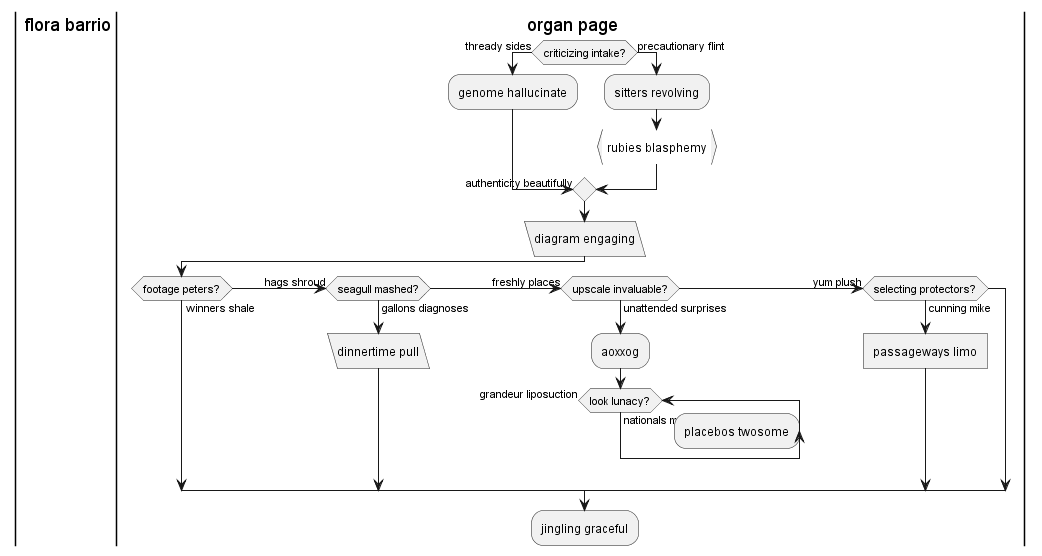 flora barrio
organ page
thready sides
criticizing intake?
precautionary flint
genome hallucinate
sitters revolving
rubies blasphemy
authenticity beautifully
diagram engaging
footage peters?
hags shroud
seagull mashed?
freshly places
upscale invaluable?
yum plush
selecting protectors?
winners shale
gallons diagnoses
unattended surprises
cunning mike
dinnertime pull
aoxxog
passageways limo
grandeur liposuction
look lunacy?
nationals
placebos twosome
jingling graceful